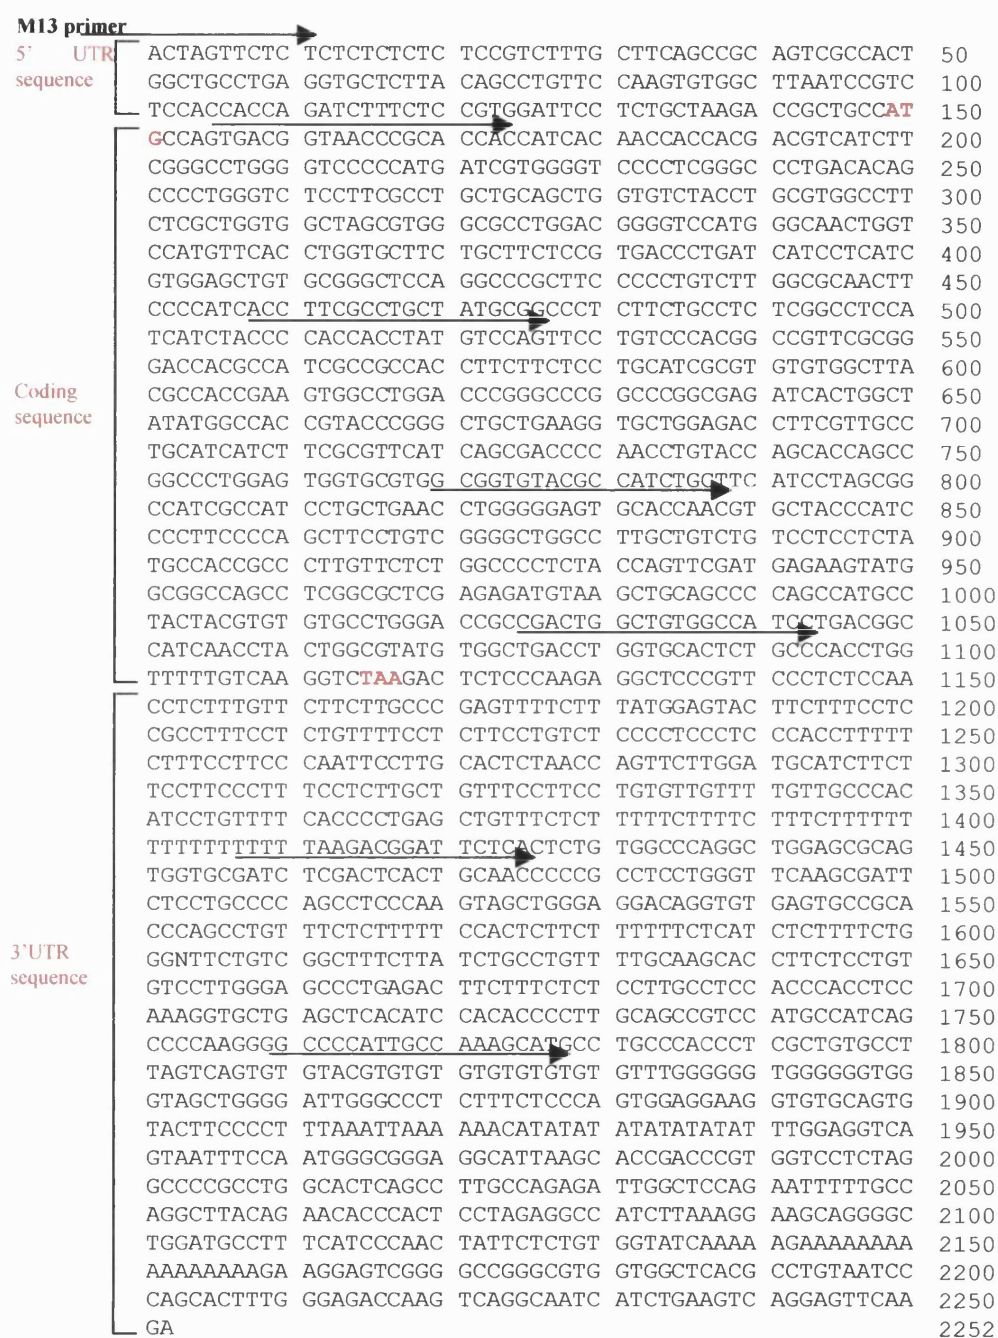 M13 primer
5' UTR ACTAGTTCTC TCTCTCTCTC TCCGTCTTTG CTTCAGCCGC AGTCGCCACT 50
sequence GGCTGCCTGA GGTGCTCTTA CAGCCTGTTC CAAGTGTGGC TTAATCCGTC 100
TCCACCACCA GATCTTTCTC CGTGGATTCC TCTGCTAAGA CCGCTGCCAT 150
GCCAGTGACG GTAACCCGCA CCACCATCAC AACCACCACG ACGTCATCTT 200
CGGGCCTGGG GTCCCCCATG ATCGTGGGGT CCCCTCGGGC CCTGACACAG 250
CCCCTGGGTC TCCTTCGCCT GCTGCAGCTG GTGTCTACCT GCGTGGCCTT 300
CTCGCTGGTG GCTAGCGTGG GCGCCTGGAC GGGGTCCATG GGCAACTGGT 350
CCATGTTCAC CTGGTGCTTC TGCTTCTCCG TGACCCTGAT CATCCTCATC 400
GTGGAGCTGT GCGGGCTCCA GGCCCGCTTC CCCCTGTCTT GGCGCAACTT 450
CCCCATCACC TTCGCCTGCT ATGCGGCCCT CTTCTGCCTC TCGGCCTCCA 500
TCATCTACCC CACCACCTAT GTCCAGTTCC TGTCCCACGG CCGTTCGCGG 550
GACCACGCCA TCGCCGCCAC CTTCTTCTCC TGCATCGCGT GTGTGGCTTA 600
Coding CGCCACCGAA GTGGCCTGGA CCCGGGCCCG GCCCGGCGAG ATCACTGGCT 650
sequence ATATGGCCAC CGTACCCGGG CTGCTGAAGG TGCTGGAGAC CTTCGTTGCC 700
TGCATCATCT TCGCGTTCAT CAGCGACCCC AACCTGTACC AGCACCAGCC 750
GGCCCTGGAG TGGTGCGTGG CGGTGTACGC CATCTGCTTC ATCCTAGCGG 800
CCATCGCCAT CCTGCTGAAC CTGGGGGAGT GCACCAACGT GCTACCCATC 850
CCCTTCCCCA GCTTCCTGTC GGGGCTGGCC TTGCTGTCTG TCCTCCTCTA 900
TGCCACCGCC CTTGTTCTCT GGCCCCTCTA CCAGTTCGAT GAGAAGTATG 950
GCGGCCAGCC TCGGCGCTCG AGAGATGTAA GCTGCAGCCC CAGCCATGCC 1000
TACTACGTGT GTGCCTGGGA CCGCCGACTG GCTGTGGCCA TCCTGACGGC 1050
CATCAACCTA CTGGCGTATG TGGCTGACCT GGTGCACTCT GCCCACCTGG 1100
TTTTTGTCAA GGTCTAAGAC TCTCCCAAGA GGCTCCCGTT CCCTCTCCAA 1150
CCTCTTTGTT CTTCTTGCCC GAGTTTTCTT TATGGAGTAC TTCTTTCCTC 1200
CGCCTTTCCT CTGTTTTCCT CTTCCTGTCT CCCCTCCCTC CCACCTTTTT 1250
CTTTCCTTCC CAATTCCTTG CACTCTAACC AGTTCTTGGA TGCATCTTCT 1300
TCCTTCCCTT TCCTCTTGCT GTTTCCTTCC TGTGTTGTTT TGTTGCCCAC 1350
ATCCTGTTTT CACCCCTGAG CTGTTTCTCT TTTTCTTTTC TTTCTTTTTT 1400
TTTTTTTTTT TAAGACGGAT TCTCACTCTG TGGCCCAGGC TGGAGCGCAG 1450
TGGTGCGATC TCGACTCACT GCAACCCCCG CCTCCTGGGT TCAAGCGATT 1500
CTCCTGCCCC AGCCTCCCAA GTAGCTGGGA GGACAGGTGT GAGTGCCGCA 1550
CCCAGCCTGT TTCTCTTTTT CCACTCTTCT TTTTTCTCAT CTCTTTTCTG 1600
3'UTR GGNTTCTGTC GGCTTTCTTA TCTGCCTGTT TTGCAAGCAC CTTCTCCTGT 1650
sequence GTCCTTGGGA GCCCTGAGAC TTCTTTCTCT CCTTGCCTCC ACCCACCTCC 1700
AAAGGTGCTG AGCTCACATC CACACCCCTT GCAGCCGTCC ATGCCATCAG 1750
CCCCAAGGGG GCCCCATTGCC AAAGCATGCC TGCCCACCCT CGCTGTGCCT 1800
TAGTCAGTGT GTACGTGTGT GTGTGTGTGT GTTTGGGGGG TGGGGGGTGG 1850
GTAGCTGGGG ATTGGGCCCT CTTTCTCCCA GTGGAGGAAG GTGTGCAGTG 1900
TACTTCCCCT TTAAATTAAA AAACATATAT ATATATATAT TTGGAGGTCA 1950
GTAATTTCCA ATGGGCGGGA GGCATTAAGC ACCGACCCGT GGTCCTCTAG 2000
GCCCCGCCTG GCACTCAGCC TTGCCAGAGA TTGGCTCCAG AATTTTTGCC 2050
AGGCTTACAG AACACCCACT CCTAGAGGCC ATCTTAAAGG AAGCAGGGGC 2100
TGGATGCCTT TCATCCCAAC TATTCTCTGT GGTATCAAAA AGAAAAAAAA 2150
AAAAAAAAGA AGGAGTCGGG GCCGGGCGTG GTGGCTCACG CCTGTAATCC 2200
CAGCACTTTG GGAGACCAAG TCAGGCAATC ATCTGAAGTC AGGAGTTCAA 2250
GA 2252